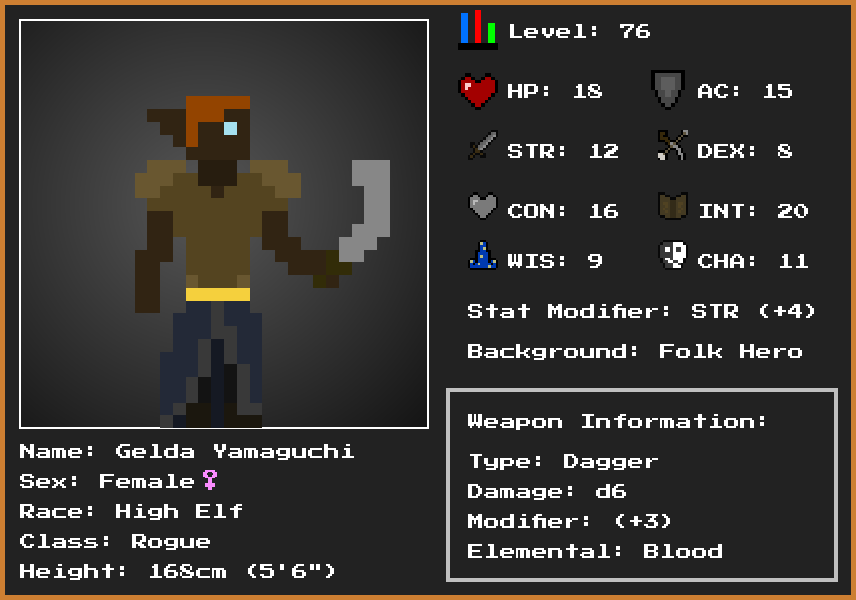 Level: 76
HP: 18 AC: 15
STR: 12 DEX: 8
CON: 16 INT: 20
WIS: 9 CHA: 11
Stat Modifier: STR (+4)
Background: Folk Hero
Weapon Information:
Type: Dagger
Damage: d6
Modifier: (+3)
Elemental: Blood
Name: Gelda Yamaguchi
Sex: Female♀
Race: High Elf
Class: Rogue
Height: 168cm (5'6")